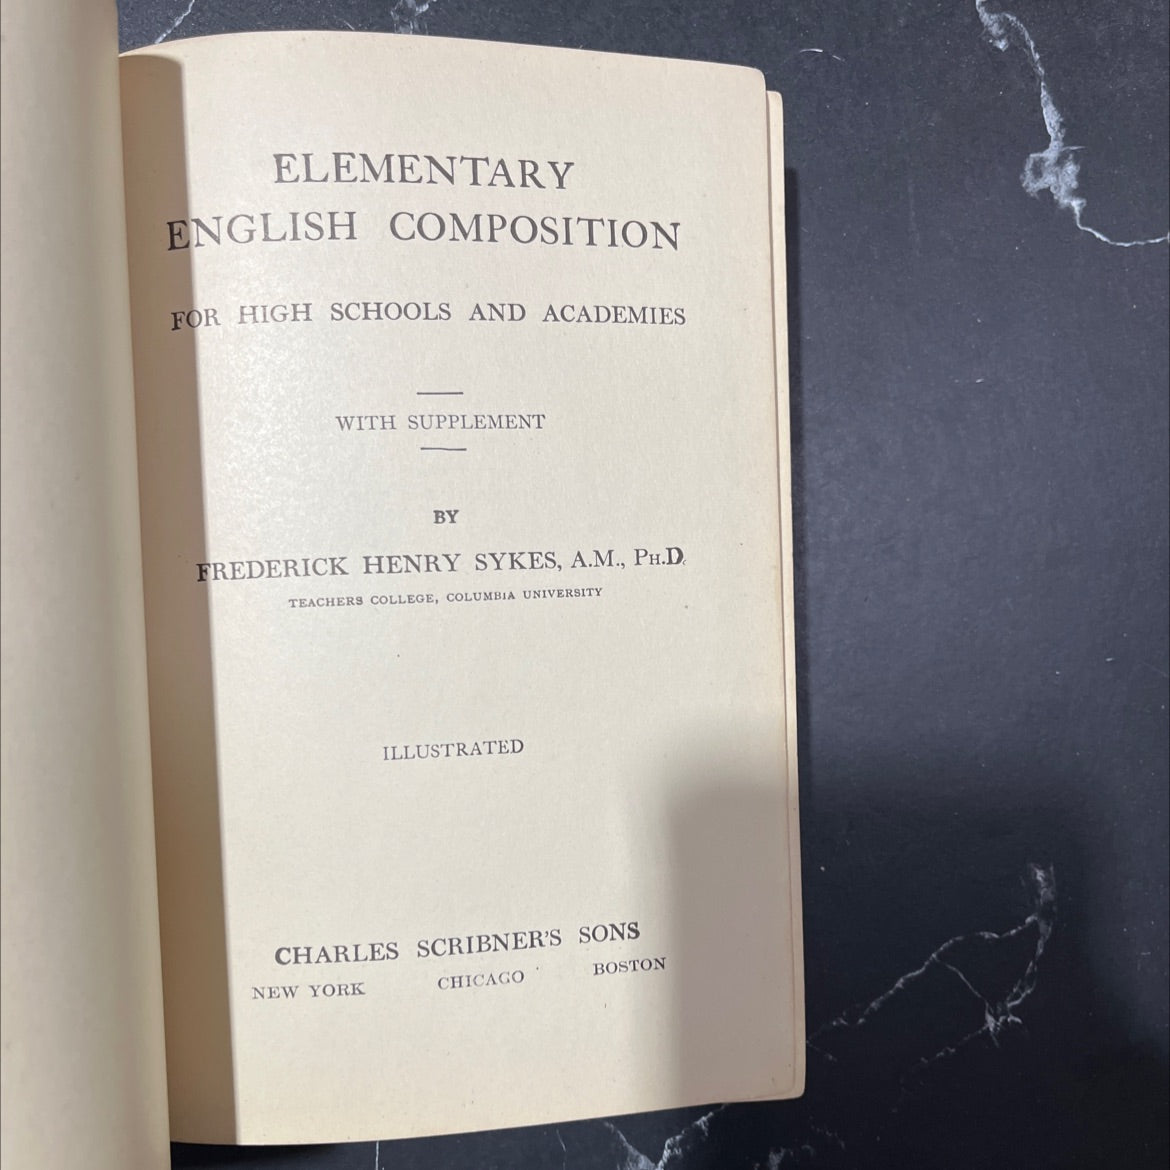 ELEMENTARY
ENGLISH COMPOSITION
FOR HIGH SCHOOLS AND ACADEMIES
WITH SUPPLEMENT
BY
FREDERICK HENRY SYKES, A.M., PH.D.
TEACHERS COLLEGE, COLUMBIA UNIVERSITY
ILLUSTRATED
CHARLES SCRIBNER'S SONS
NEW YORK CHICAGO BOSTON